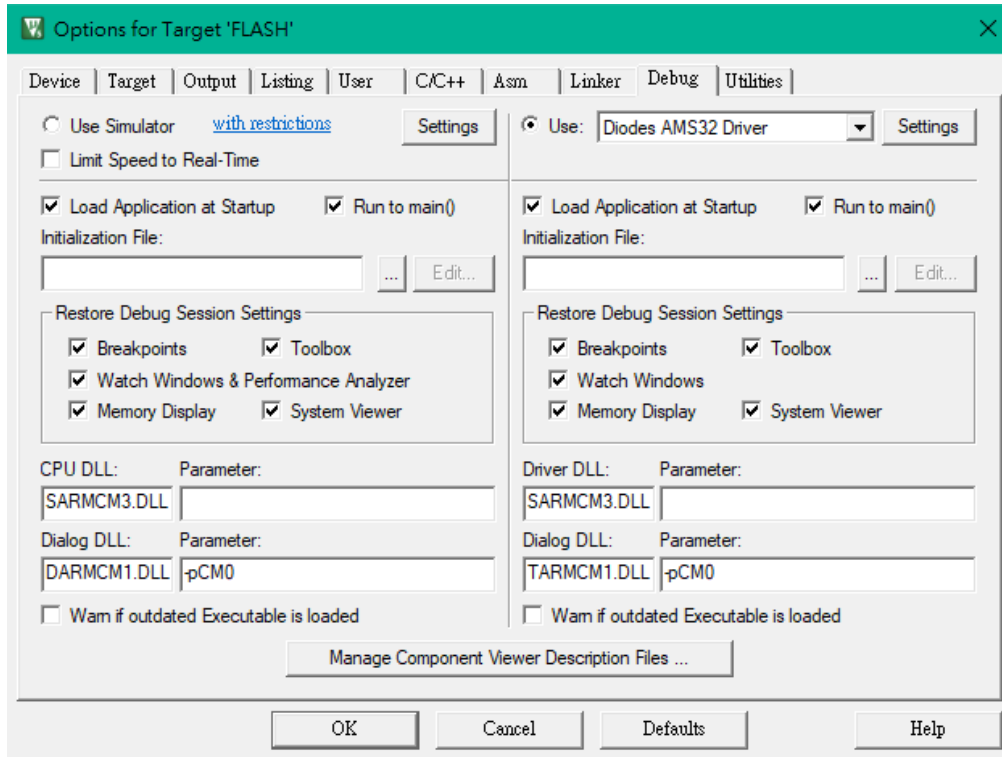 Options for Target 'FLASH'
Device Target Output Listing User C/C++ Asm Linker Debug Utilities
Use Simulator with restrictions Settings Use: Diodes AMS32 Driver Settings
Limit Speed to Real-Time
Load Application at Startup Run to main() Load Application at Startup Run to main()
Initialization File: Initialization File:
... Edit... ... Edit...
Restore Debug Session Settings Restore Debug Session Settings
Breakpoints Toolbox Breakpoints Toolbox
Watch Windows & Performance Analyzer Watch Windows
Memory Display System Viewer Memory Display System Viewer
CPU DLL: Parameter: Driver DLL: Parameter:
SARMCM3.DLL SARMCM3.DLL
Dialog DLL: Parameter: Dialog DLL: Parameter:
DARMCM1.DLL -pCM0 TARMCM1.DLL -pCM0
Warn if outdated Executable is loaded Warn if outdated Executable is loaded
Manage Component Viewer Description Files ...
OK Cancel Defaults Help